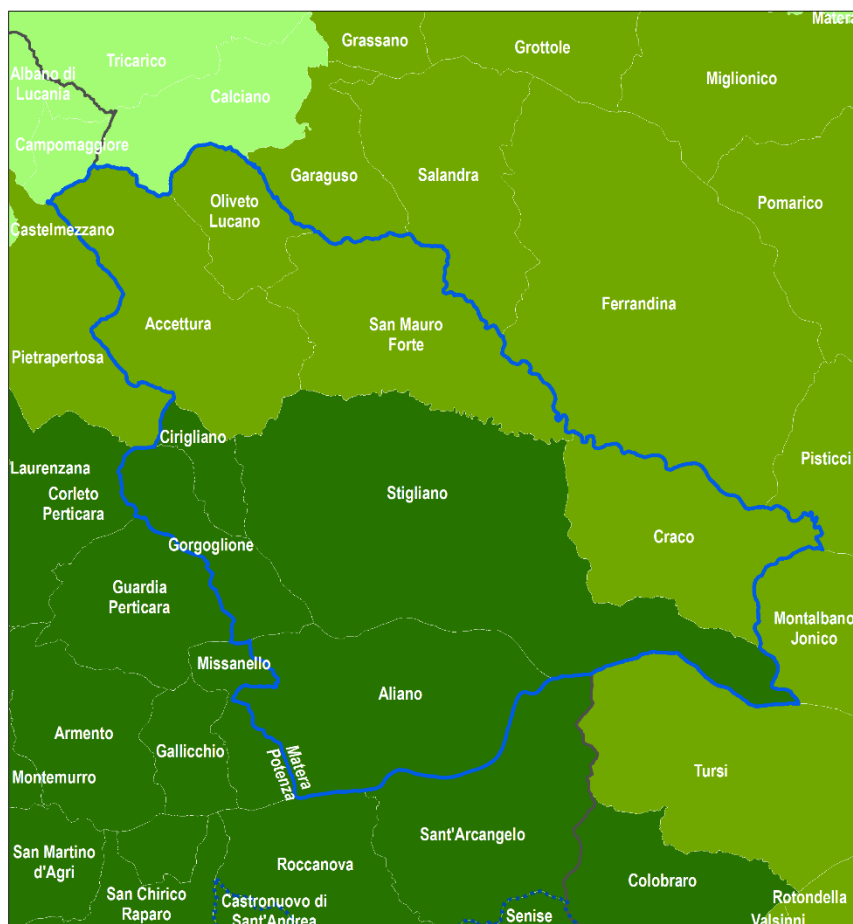 Matera
Grassano
Grottole
Tricarico
Albano di
Lucania
Miglionico
Calciano
Campomaggiore
Garaguso
Salandra
Oliveto
Lucano
Pomarico
Castelmezzano
Ferrandina
Accettura
San Mauro
Forte
Pietrapertosa
Cirigliano
Pisticci
Laurenzana
Corleto
Perticara
Stigliano
Craco
Gorgoglione
Guardia
Perticara
Montalbano
Jonico
Missanello
Aliano
Armento
Gallicchio
Matera
Potenza
Montemurro
Tursi
Sant'Arcangelo
San Martino
d'Agri
Roccanova
Colobraro
San Chirico
Raparo
Castronuovo di
Sant'Andrea
Senise
Rotondella
Valsinni